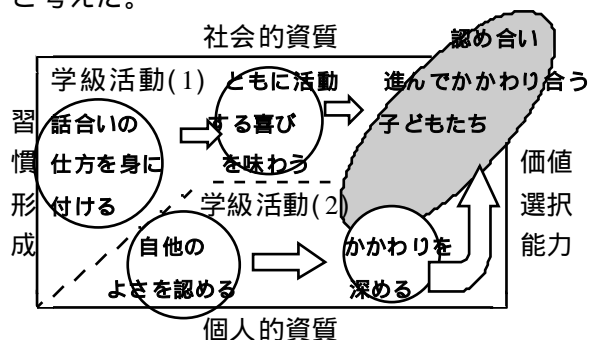 と考えた。
社会的資質
認め合い
学級活動(1)
ともに活動
進んでかかわり合う
習慣形成
話合いの
する喜び
子どもたち
仕方を身に
を味わう
価値
付ける
学級活動(2)
選択
自他の
かかわりを
能力
よさを認める
深める
個人的資質